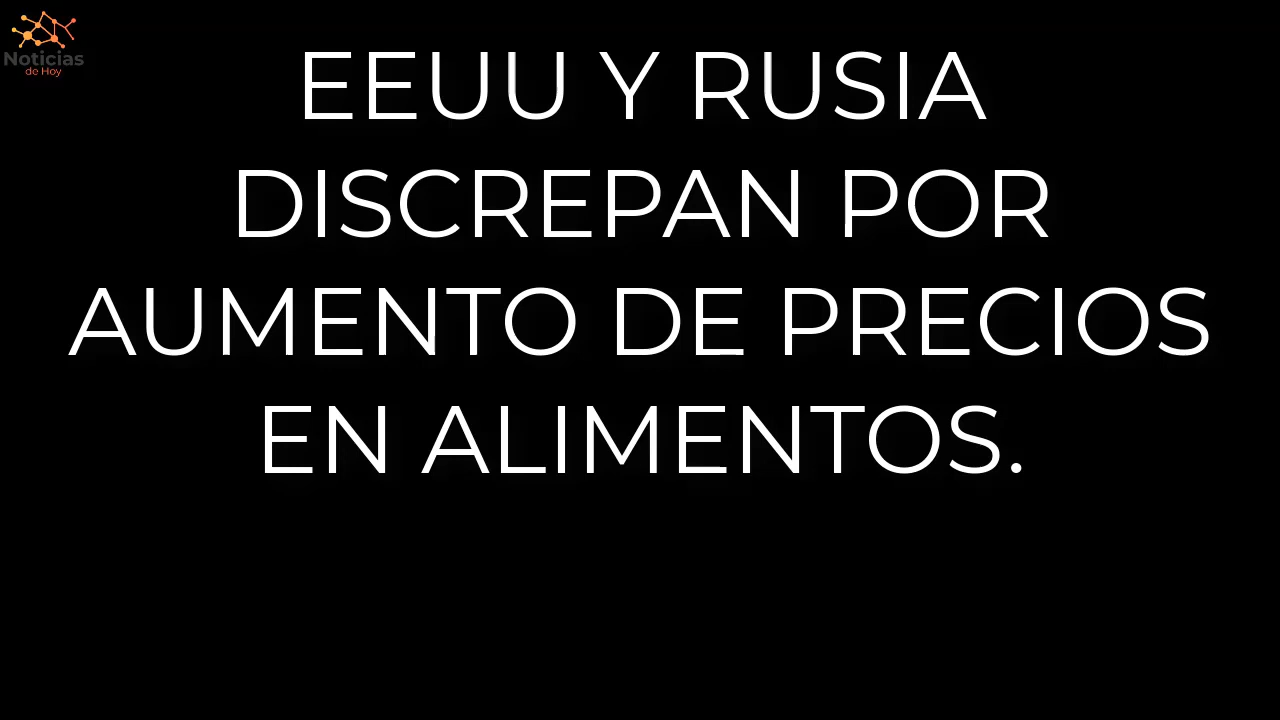 Noticias
de Hoy
EEUU Y RUSIA
DISCREPAN POR
AUMENTO DE PRECIOS
EN ALIMENTOS.